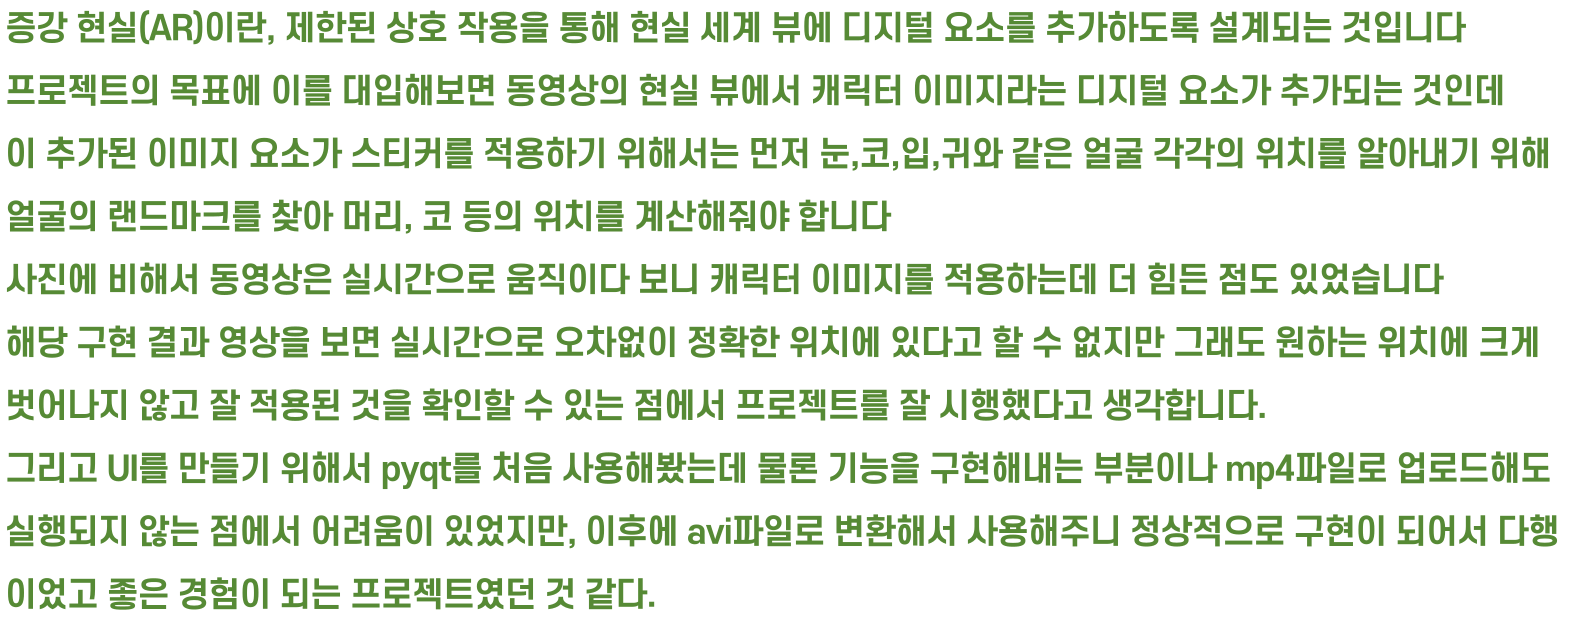 증강 현실(AR)이란, 제한된 상호 작용을 통해 현실 세계 뷰에 디지털 요소를 추가하도록 설계되는 것입니다
프로젝트의 목표에 이를 대입해보면 동영상의 현실 뷰에서 캐릭터 이미지라는 디지털 요소가 추가되는 것인데
이 추가된 이미지 요소가 스티커를 적용하기 위해서는 먼저 눈,코,입,귀와 같은 얼굴 각각의 위치를 알아내기 위해
얼굴의 랜드마크를 찾아 머리, 코 등의 위치를 계산해줘야 합니다
사진에 비해서 동영상은 실시간으로 움직이다 보니 캐릭터 이미지를 적용하는데 더 힘든 점도 있었습니다
해당 구현 결과 영상을 보면 실시간으로 오차없이 정확한 위치에 있다고 할 수 없지만 그래도 원하는 위치에 크게
벗어나지 않고 잘 적용된 것을 확인할 수 있는 점에서 프로젝트를 잘 시행했다고 생각합니다.
그리고 UI를 만들기 위해서 pyqt를 처음 사용해봤는데 물론 기능을 구현해내는 부분이나 mp4파일로 업로드해도
실행되지 않는 점에서 어려움이 있었지만, 이후에 avi파일로 변환해서 사용해주니 정상적으로 구현이 되어서 다행
이었고 좋은 경험이 되는 프로젝트였던 것 같다.